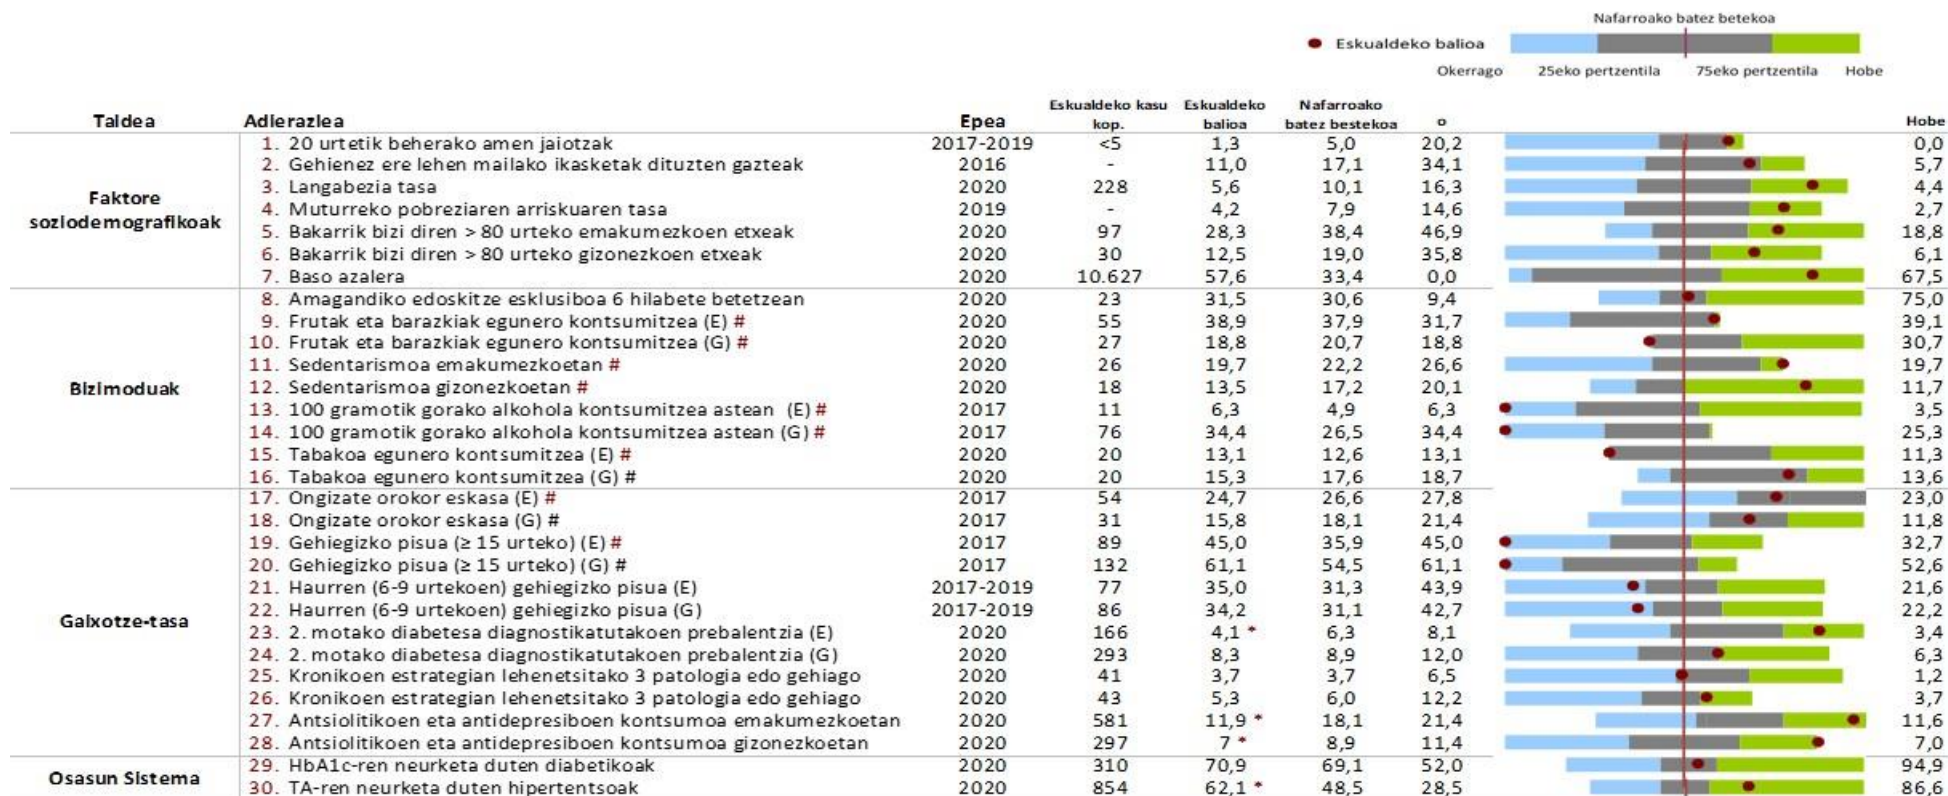 Nafarroako batez betekoa
Eskualdeko balioa
Okerrago 25eko pertzentila 75eko pertzentila Hobe
Taldea Adierazlea Epea Eskualdeko kasu kop. Eskualdeko balioa Nafarroako batez bestekoa o Hobe
Faktore soziodemografikoak
1. 20 urtetik beherako amen jaiotzak 2017-2019 <5 1,3 5,0 20,2 0,0
2. Gehienez ere lehen mailako ikasketak dituzten gazteak 2016 - 11,0 17,1 34,1 5,7
3. Langabezia tasa 2020 228 5,6 10,1 16,3 4,4
4. Muturreko pobreziaren arriskuaren tasa 2019 - 4,2 7,9 14,6 2,7
5. Bakarrik bizi diren > 80 urteko emakumezkoen etxeak 2020 97 28,3 38,4 46,9 18,8
6. Bakarrik bizi diren > 80 urteko gizonezkoen etxeak 2020 30 12,5 19,0 35,8 6,1
7. Baso azalera 2020 10.627 57,6 33,4 0,0 67,5
Bizimoduak
8. Amagandiko edoskitze esklusiboa 6 hilabete betetzean 2020 23 31,5 30,6 9,4 75,0
9. Frutak eta barazkiak egunero kontsumitzea (E) # 2020 55 38,9 37,9 31,7 39,1
10. Frutak eta barazkiak egunero kontsumitzea (G) # 2020 27 18,8 20,7 18,8 30,7
11. Sedentarismoa emakumezkoetan # 2020 26 19,7 22,2 26,6 19,7
12. Sedentarismoa gizonezkoetan # 2020 18 13,5 17,2 20,1 11,7
13. 100 gramotik gorako alkohola kontsumitzea astean (E) # 2017 11 6,3 4,9 6,3 3,5
14. 100 gramotik gorako alkohola kontsumitzea astean (G) # 2017 76 34,4 26,5 34,4 25,3
15. Tabakoa egunero kontsumitzea (E) # 2020 20 13,1 12,6 13,1 11,3
16. Tabakoa egunero kontsumitzea (G) # 2020 20 15,3 17,6 18,7 13,6
Gaixotze-tasa
17. Ongizate orokor eskasa (E) # 2017 54 24,7 26,6 27,8 23,0
18. Ongizate orokor eskasa (G) # 2017 31 15,8 18,1 21,4 11,8
19. Gehiegizko pisua (≥ 15 urteko) (E) # 2017 89 45,0 35,9 45,0 32,7
20. Gehiegizko pisua (≥ 15 urteko) (G) # 2017 132 61,1 54,5 61,1 52,6
21. Haurren (6-9 urtekoen) gehiegizko pisua (E) 2017-2019 77 35,0 31,3 43,9 21,6
22. Haurren (6-9 urtekoen) gehiegizko pisua (G) 2017-2019 86 34,2 31,1 42,7 22,2
23. 2. motako diabetesa diagnostikatutakoen prebalentzia (E) 2020 166 4,1 * 6,3 8,1 3,4
24. 2. motako diabetesa diagnostikatutakoen prebalentzia (G) 2020 293 8,3 8,9 12,0 6,3
25. Kronikoen estrategian lehenetsitako 3 patologia edo gehiago 2020 41 3,7 3,7 6,5 1,2
26. Kronikoen estrategian lehenetsitako 3 patologia edo gehiago 2020 43 5,3 6,0 12,2 3,7
27. Antsiolitikoen eta antidepresiboen kontsumoa emakumezkoetan 2020 581 11,9 * 18,1 21,4 11,6
28. Antsiolitikoen eta antidepresiboen kontsumoa gizonezkoetan 2020 297 7 * 8,9 11,4 7,0
Osasun Sistema
29. HbA1c-ren neurketa duten diabetikoak 2020 310 70,9 69,1 52,0 94,9
30. TA-ren neurketa duten hipertentsoak 2020 854 62,1 * 48,5 28,5 86,6